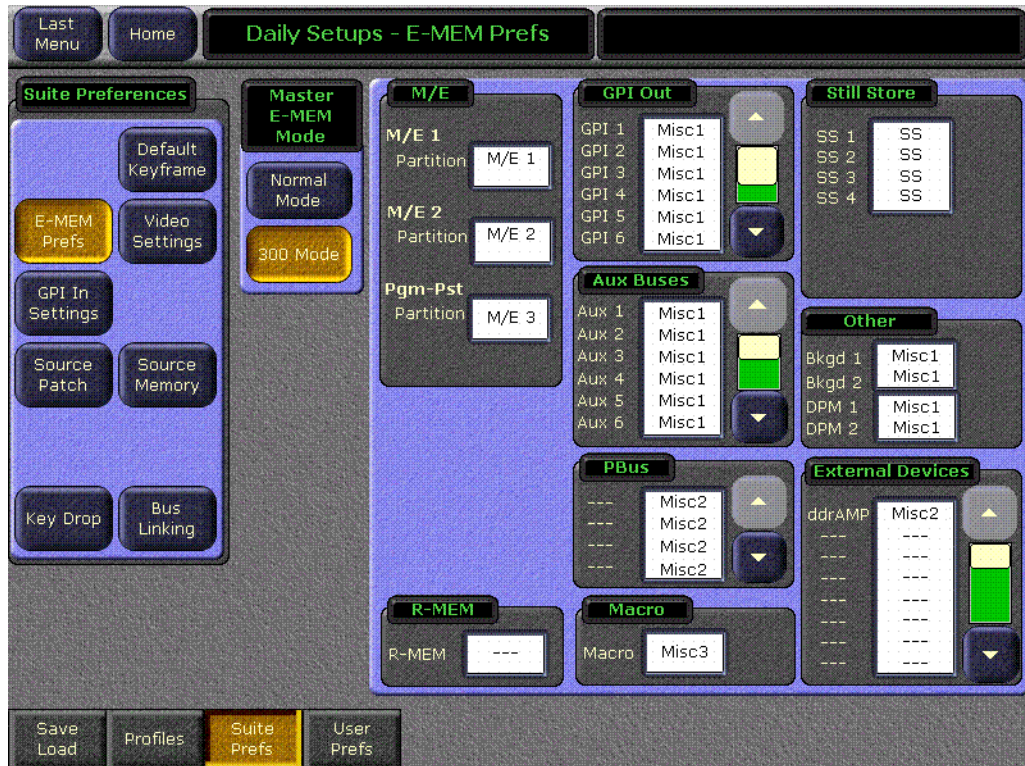 Last Menu
Home
Daily Setups - E-MEM Prefs
Suite Preferences
Default Keyframe
E-MEM Prefs
Video Settings
GPI In Settings
Source Patch
Source Memory
Key Drop
Bus Linking
Master E-MEM Mode
Normal Mode
300 Mode
M/E
M/E 1
Partition M/E 1
M/E 2
Partition M/E 2
Pgm-Pst
Partition M/E 3
GPI Out
GPI 1 Misc1
GPI 2 Misc1
GPI 3 Misc1
GPI 4 Misc1
GPI 5 Misc1
GPI 6 Misc1
Aux Buses
Aux 1 Misc1
Aux 2 Misc1
Aux 3 Misc1
Aux 4 Misc1
Aux 5 Misc1
Aux 6 Misc1
PBus
--- Misc2
--- Misc2
--- Misc2
--- Misc2
R-MEM
R-MEM ---
Macro
Macro Misc3
Still Store
SS 1 SS
SS 2 SS
SS 3 SS
SS 4 SS
Other
Bkgd 1 Misc1
Bkgd 2 Misc1
DPM 1 Misc1
DPM 2 Misc1
External Devices
ddrAMP Misc2
--- ---
--- ---
--- ---
--- ---
--- ---
--- ---
--- ---
Save Load
Profiles
Suite Prefs
User Prefs